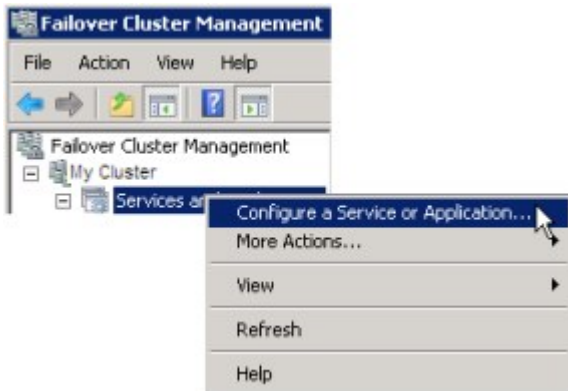 Failover Cluster Management
File Action View Help
Failover Cluster Management
My Cluster
Services
Configure a Service or Application...
More Actions...
View
Refresh
Help